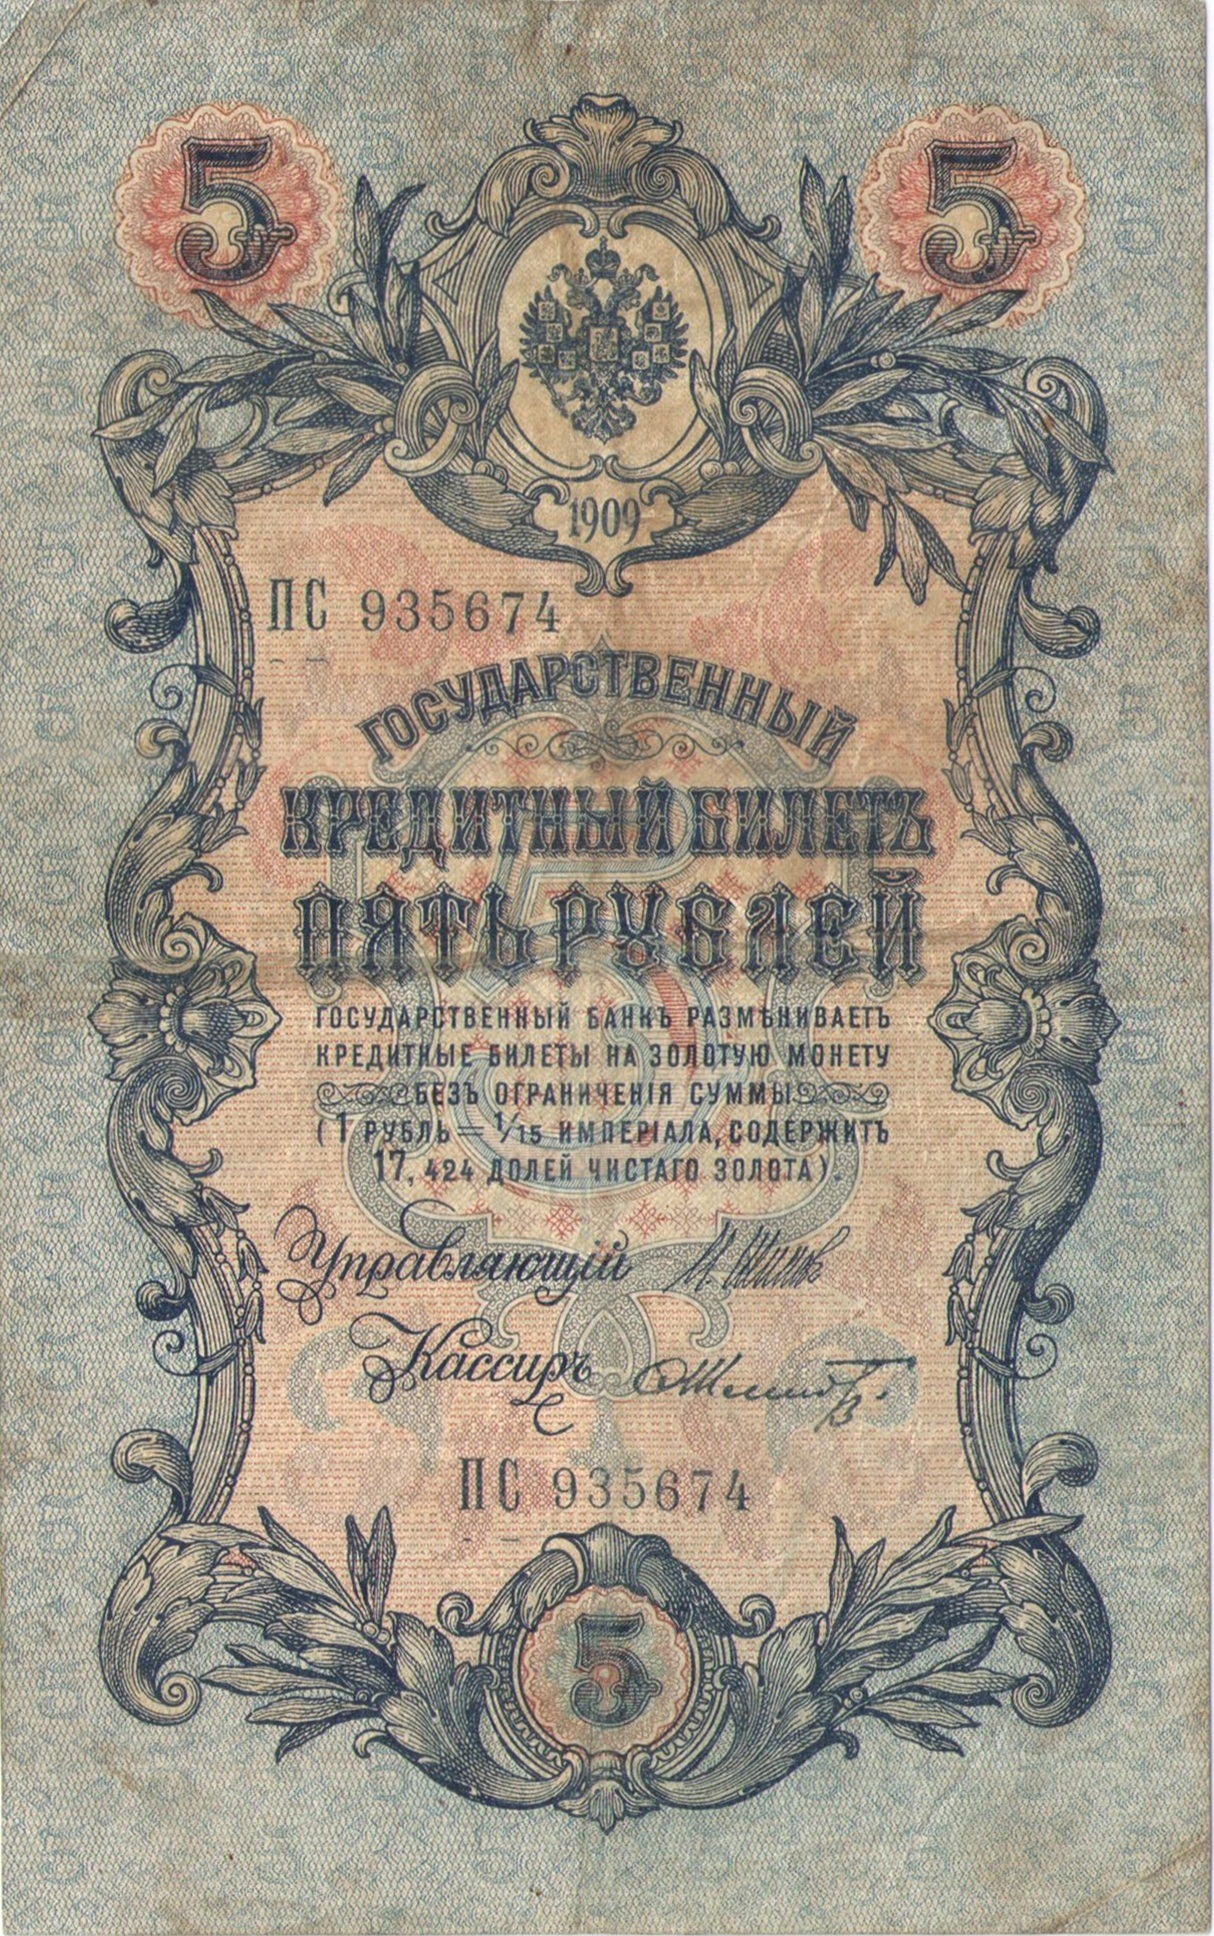 5 5
1909
ПС 935674
ГОСУДАРСТВЕННЫЙ
КРЕДИТНЫЙ БИЛЕТЪ
ПЯТЬ РУБЛЕЙ
5
ГОСУДАРСТВЕННЫЙ БАНКЪ РАЗМѢНИВАЕТЪ
КРЕДИТНЫЕ БИЛЕТЫ НА ЗОЛОТУЮ МОНЕТУ
БЕЗЪ ОГРАНИЧЕНІЯ СУММЫ
(1 РУБЛЬ = 1/15 ИМПЕРІАЛА, СОДЕРЖИТЪ
17,424 ДОЛЕЙ ЧИСТАГО ЗОЛОТА).
Управляющій
Кассиръ
ПС 935674
5